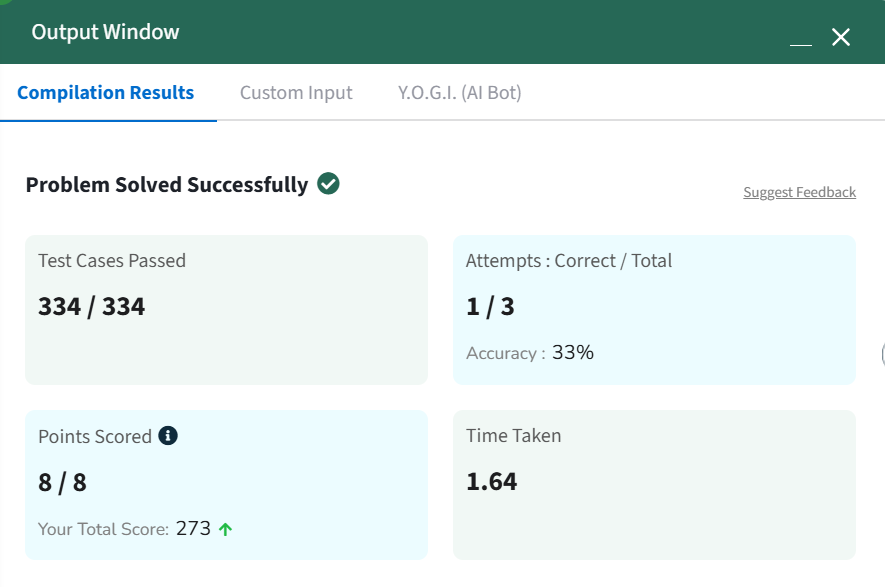 Output Window
Compilation Results
Custom Input
Y.O.G.I. (AI Bot)
Problem Solved Successfully
Suggest Feedback
Test Cases Passed
334 / 334
Attempts : Correct / Total
1 / 3
Accuracy : 33%
Points Scored
8 / 8
Your Total Score: 273
Time Taken
1.64